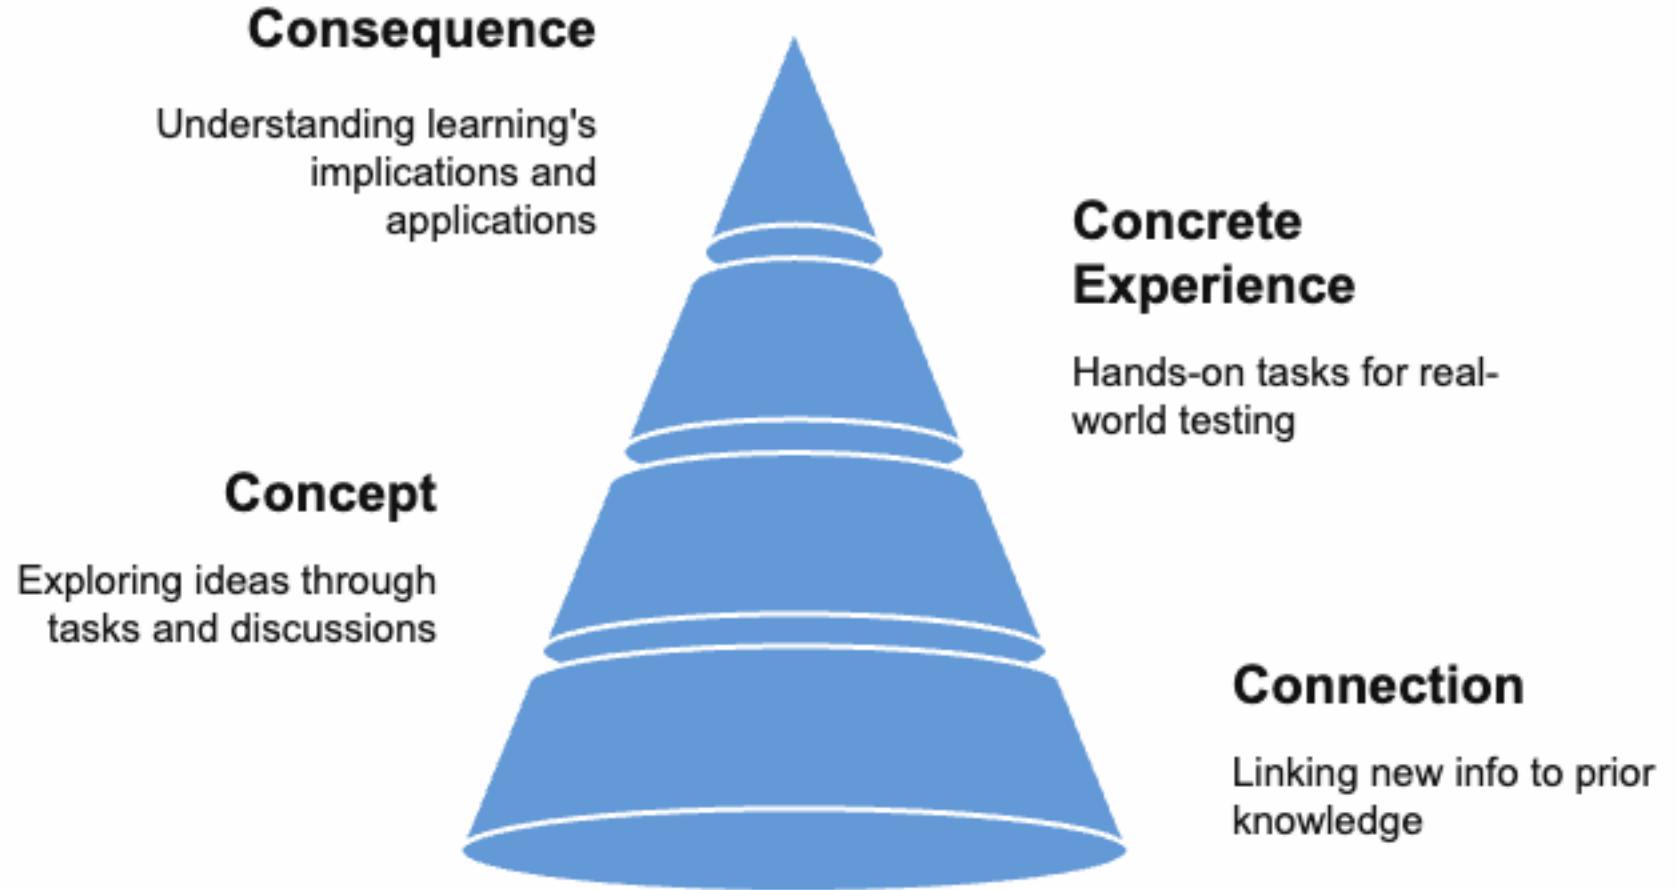 Consequence
Understanding learning's
implications and
applications
Concrete
Experience
Hands-on tasks for real-
world testing
Concept
Exploring ideas through
tasks and discussions
Connection
Linking new info to prior
knowledge